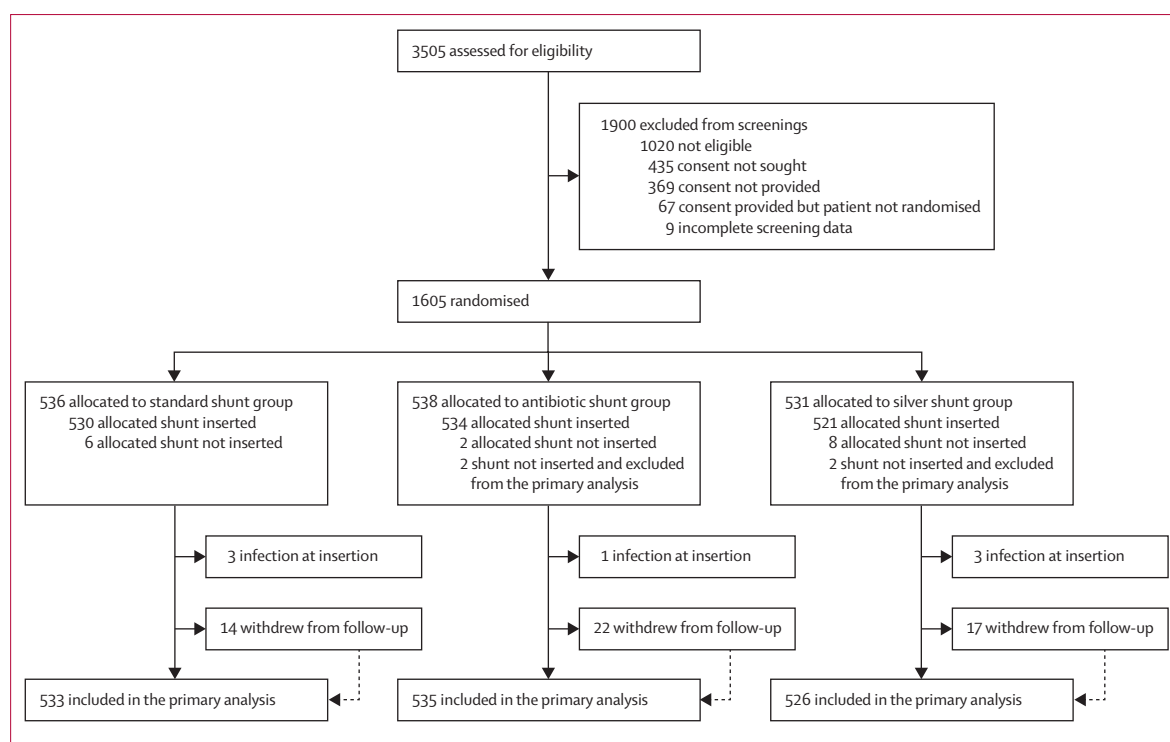 3505 assessed for eligibility
1900 excluded from screenings
1020 not eligible
435 consent not sought
369 consent not provided
67 consent provided but patient not randomised
9 incomplete screening data
1605 randomised
536 allocated to standard shunt group
530 allocated shunt inserted
6 allocated shunt not inserted
538 allocated to antibiotic shunt group
534 allocated shunt inserted
2 allocated shunt not inserted
2 shunt not inserted and excluded
from the primary analysis
531 allocated to silver shunt group
521 allocated shunt inserted
8 allocated shunt not inserted
2 shunt not inserted and excluded
from the primary analysis
3 infection at insertion
1 infection at insertion
3 infection at insertion
14 withdrew from follow-up
22 withdrew from follow-up
17 withdrew from follow-up
533 included in the primary analysis
535 included in the primary analysis
526 included in the primary analysis